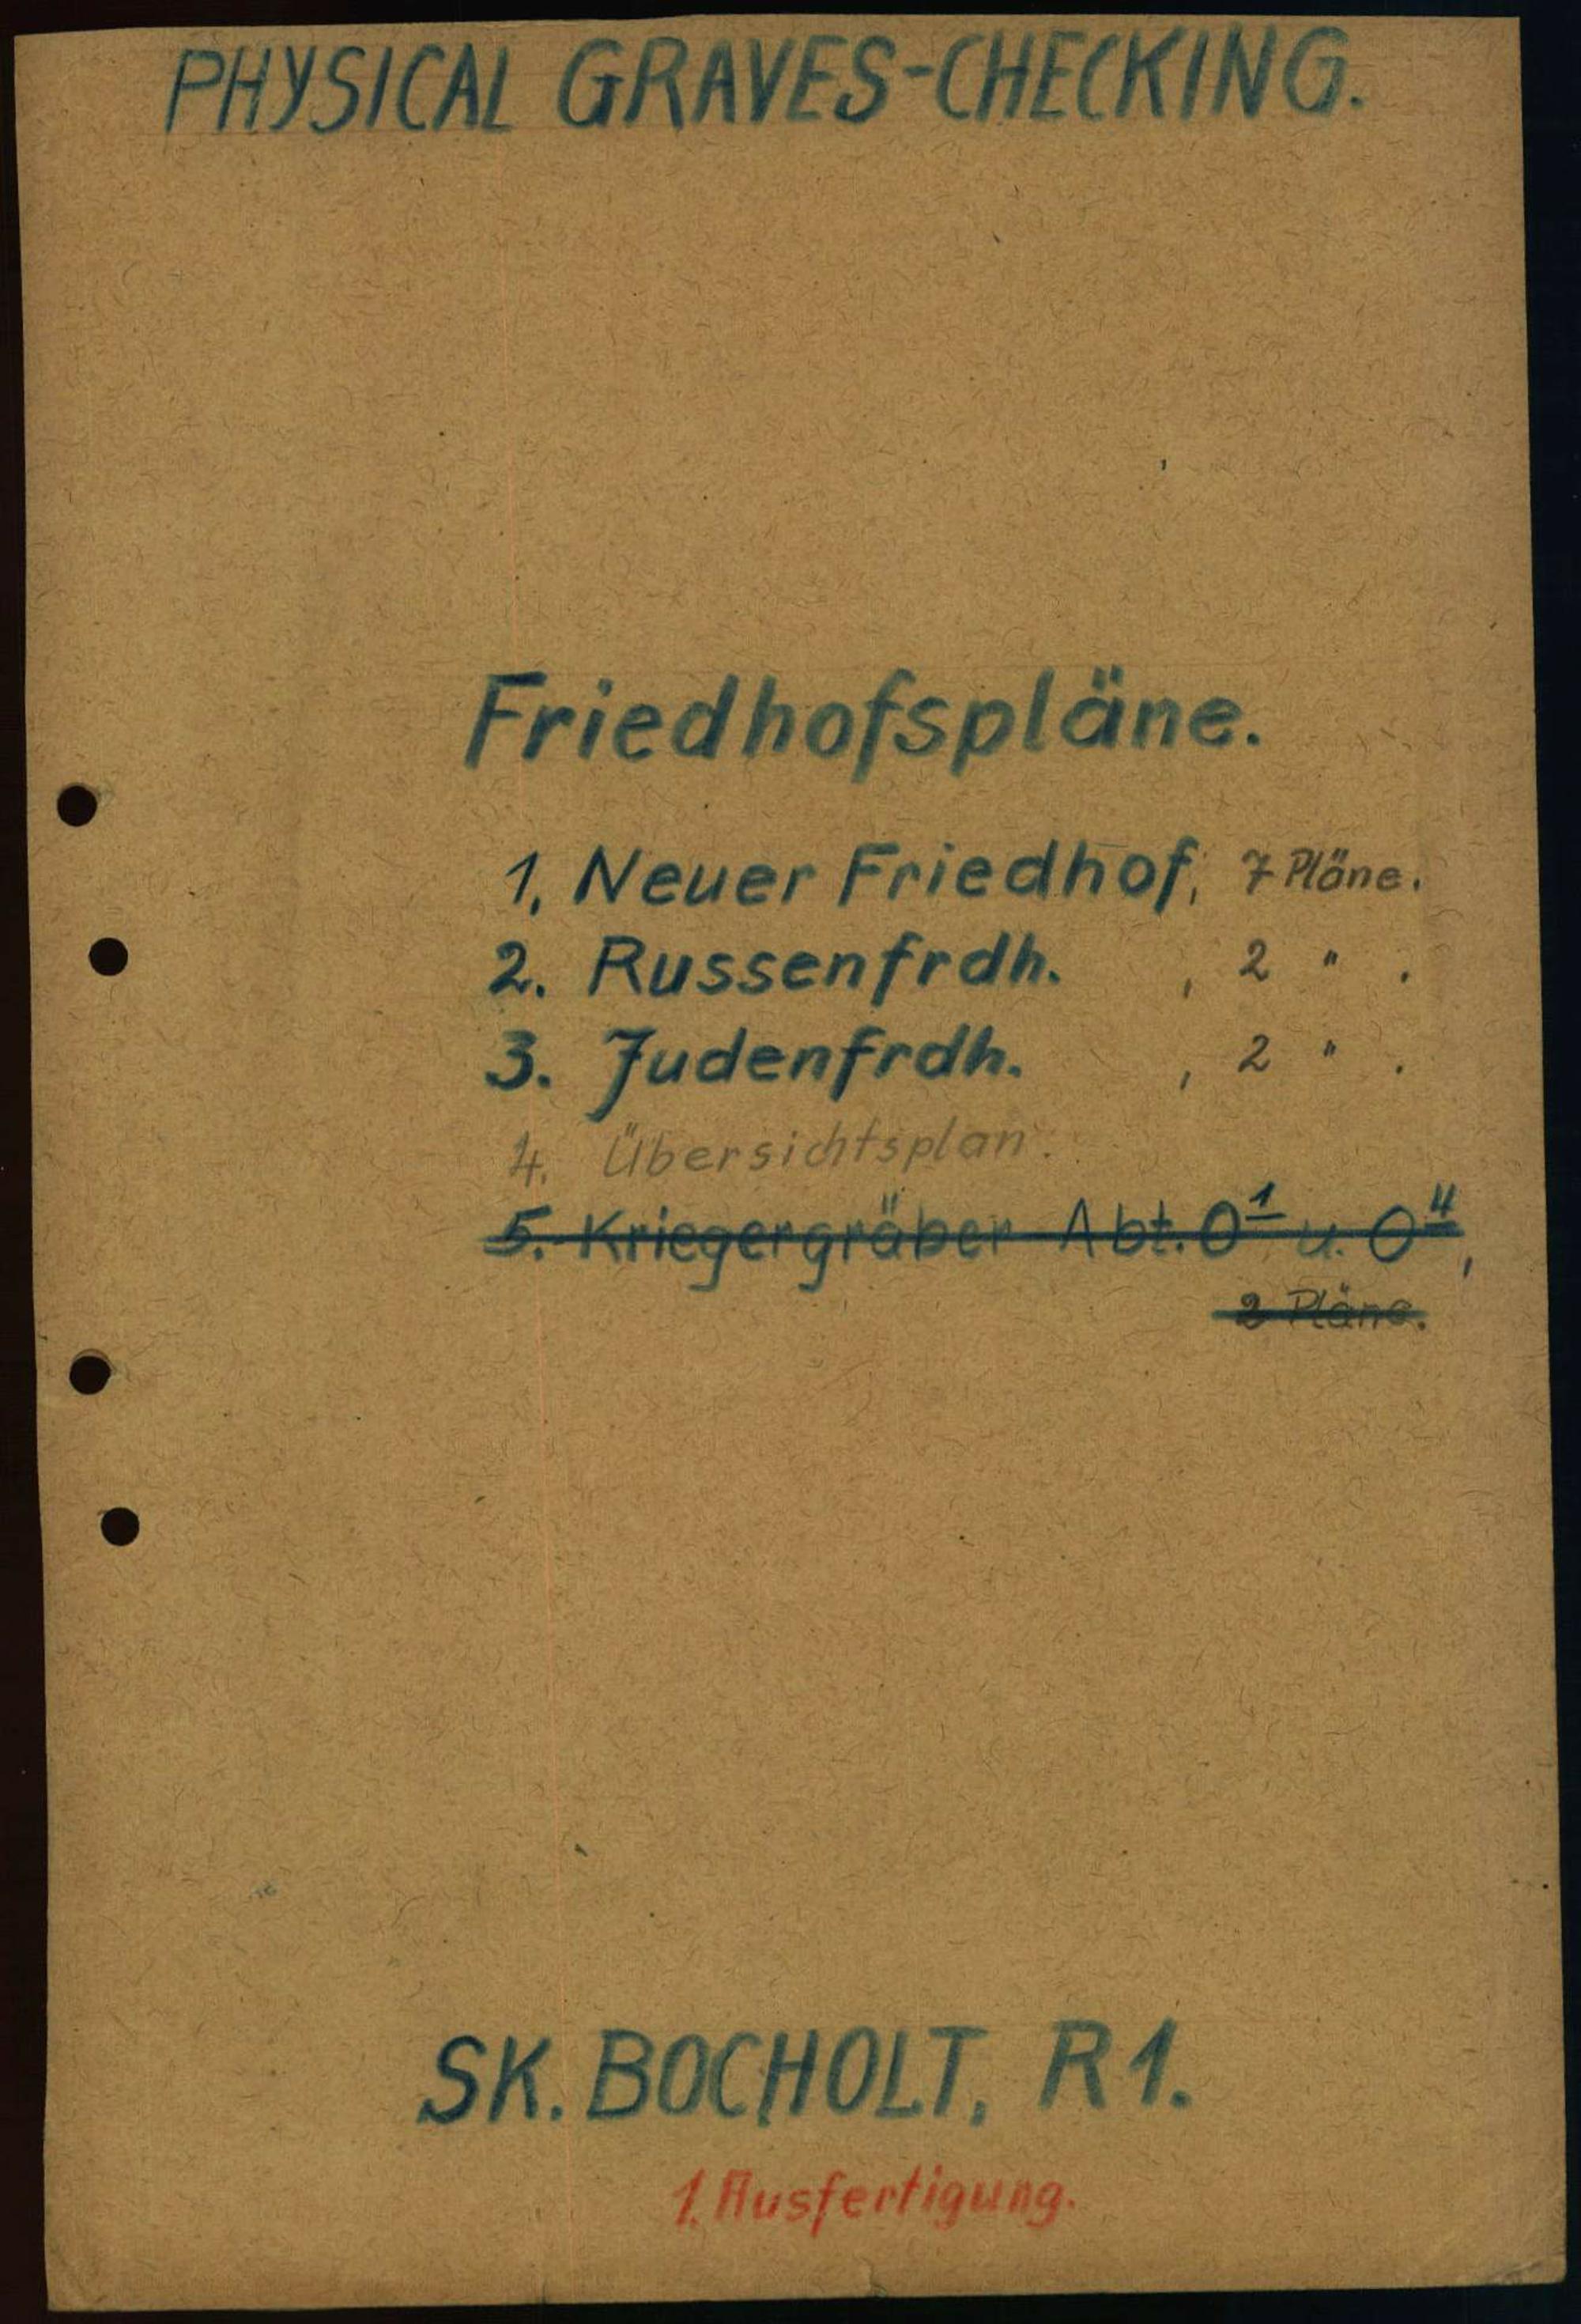 PHYSICAL GRAVES-CHECKING.
Friedhofspläne.
1. Neuer Friedhof, 7 Pläne.
2. Russenfrdh. , 2 " .
3. Judenfrdh. , 2 " .
4. Übersichtsplan.
5. Kriegergräber Abt. O¹ u. O⁴,
2 Pläne.
SK. BOCHOLT, R1.
1. Ausfertigung.